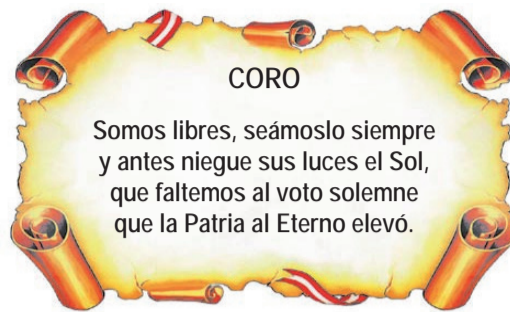 CORO
Somos libres, seámoslo siempre
y antes niegue sus luces el Sol,
que faltemos al voto solemne
que la Patria al Eterno elevó.